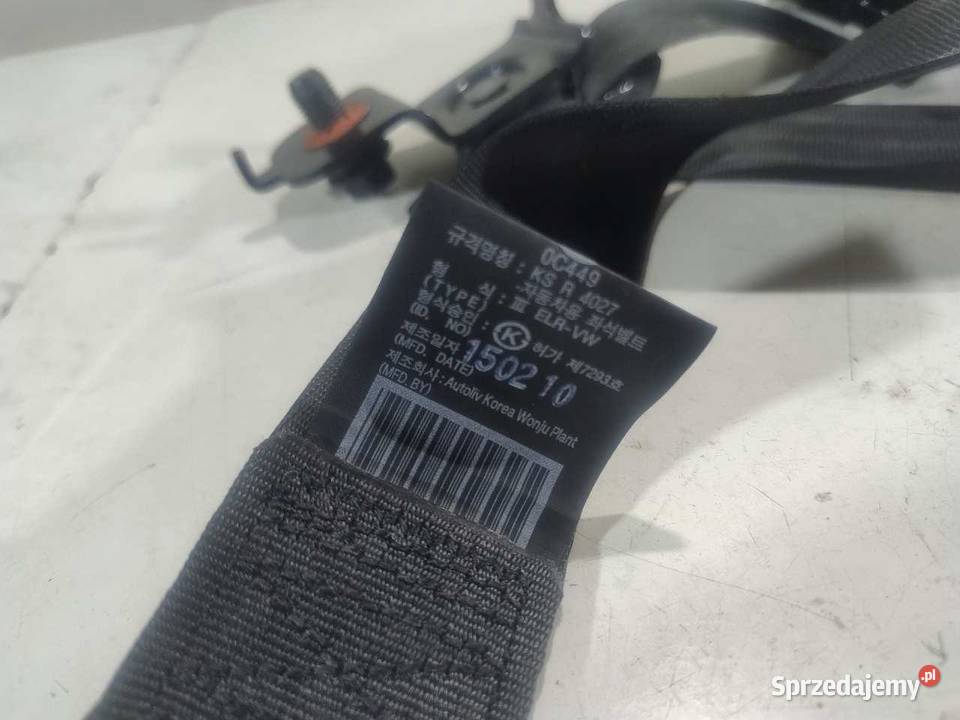 0C449
규격명칭 : KS R 4027
자동차용 좌석벨트
형 식 : 표 ELR-VW
(TYPE)
형식승인 : K 허가 제7293호
(ID. NO)
제조일자 150210
(MFD. DATE)
제조회사 : Autoliv Korea Wonju Plant
(MFD. BY)
Sprzedajemy.pl